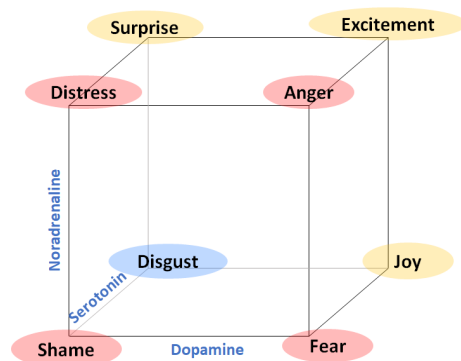 Surprise
Excitement
Distress
Anger
Noradrenaline
Serotonin
Disgust
Joy
Shame
Dopamine
Fear